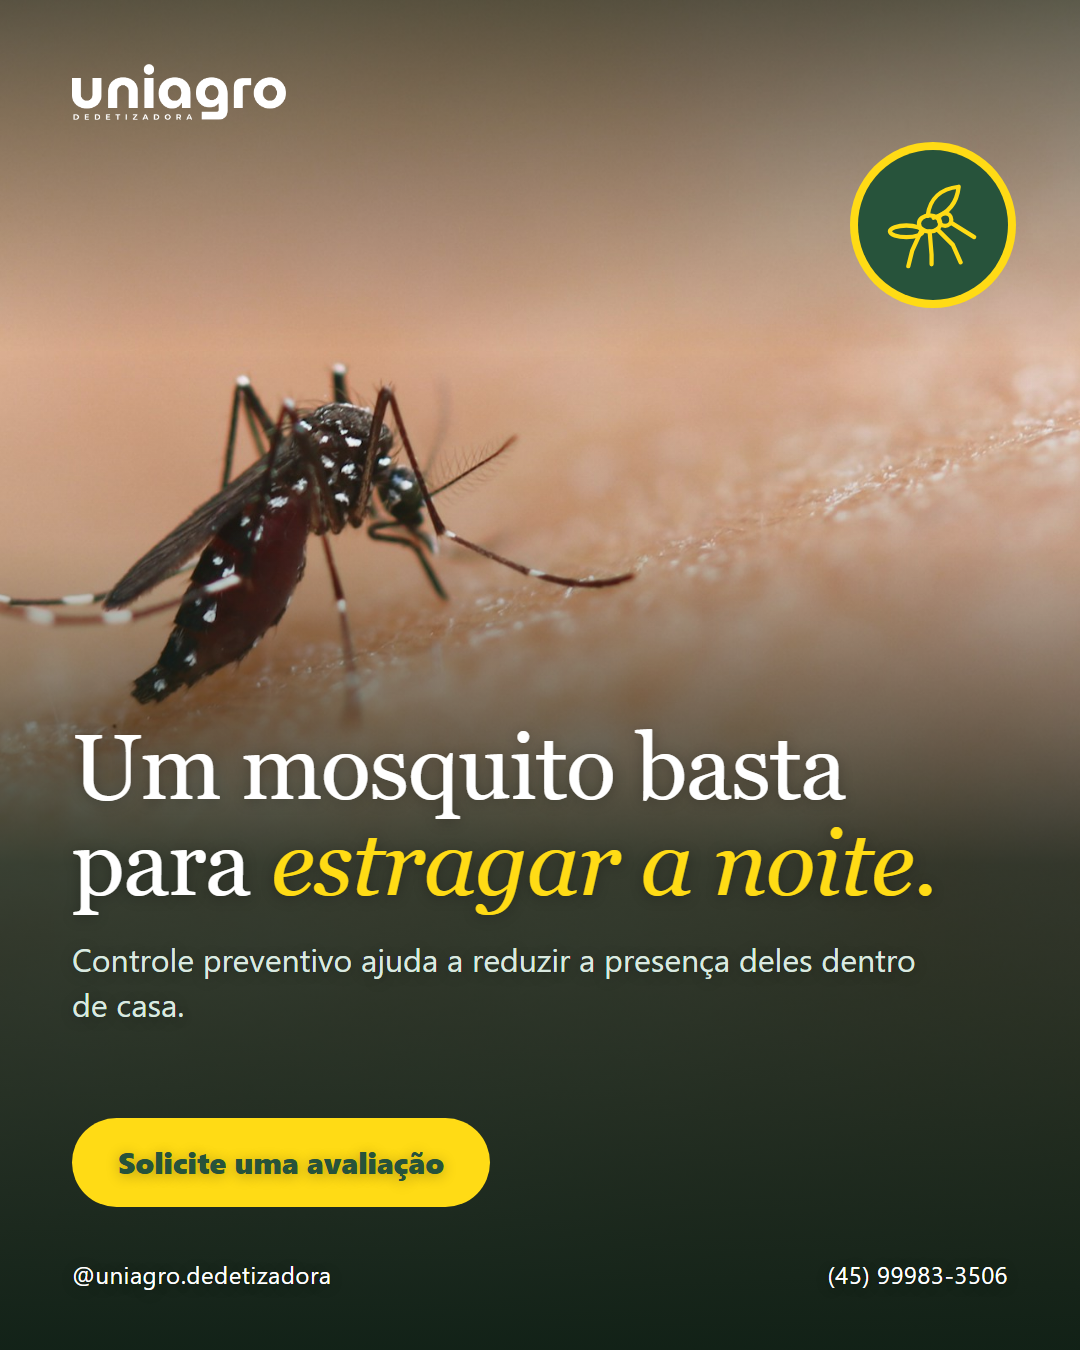 uniagro
DEDETIZADORA
Um mosquito basta
para estragar a noite.
Controle preventivo ajuda a reduzir a presença deles dentro
de casa.
Solicite uma avaliação
@uniagro.dedetizadora
(45) 99983-3506